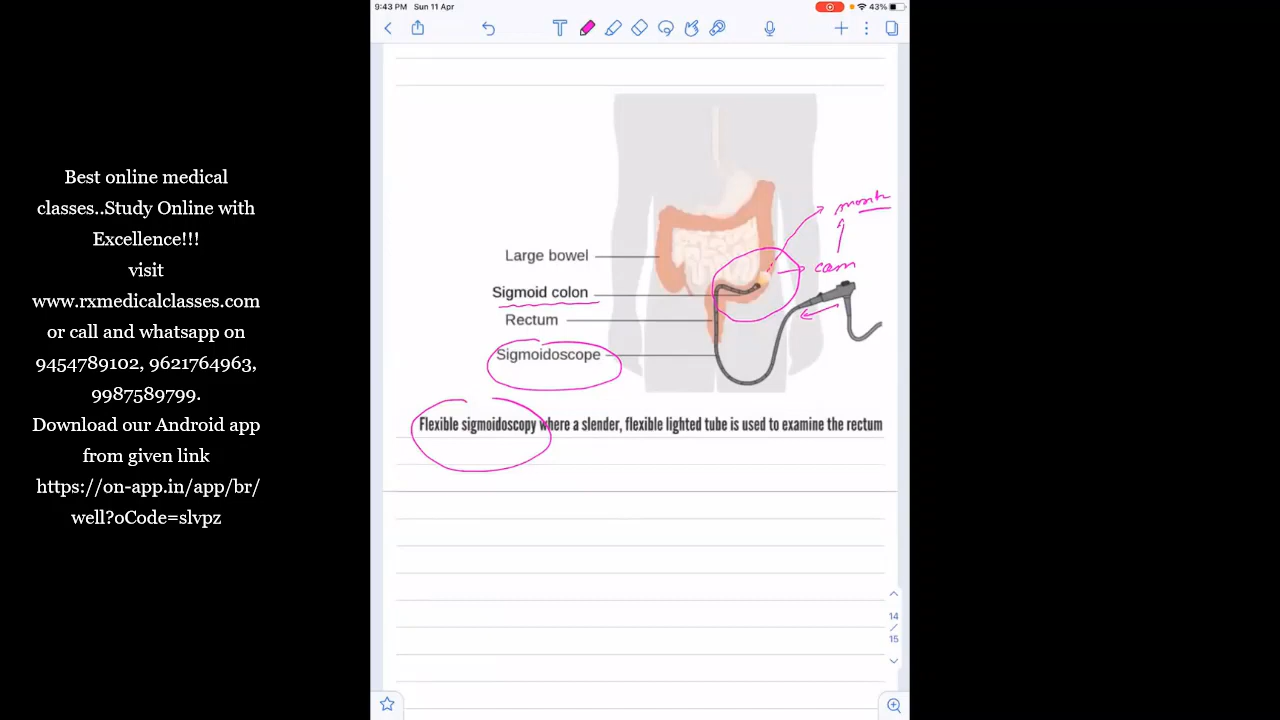 9:43 PM Sun 11 Apr
43%
Best online medical
classes..Study Online with
Excellence!!!
visit
www.rxmedicalclasses.com
or call and whatsapp on
9454789102, 9621764963,
9987589799.
Download our Android app
from given link
https://on-app.in/app/br/
well?oCode=slvpz
Large bowel
Sigmoid colon
Rectum
Sigmoidoscope
cam
Flexible sigmoidoscopy where a slender, flexible lighted tube is used to examine the rectum
14
/
15